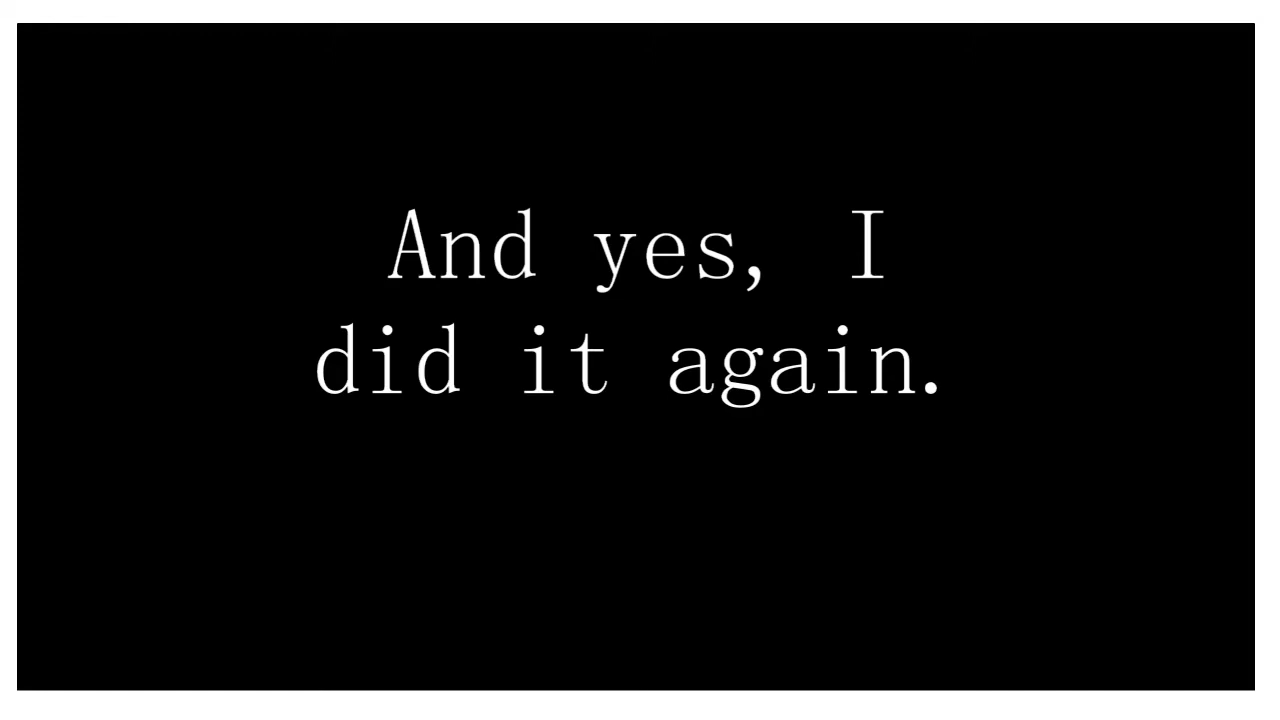 And yes, I
did it again.